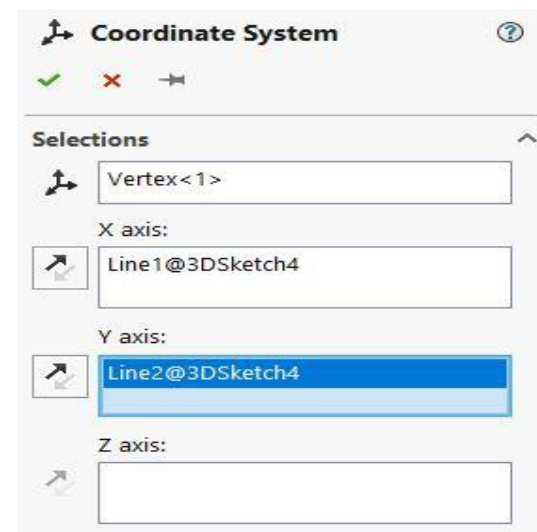 Coordinate System
Selections
Vertex<1>
X axis:
Line1@3DSketch4
Y axis:
Line2@3DSketch4
Z axis: